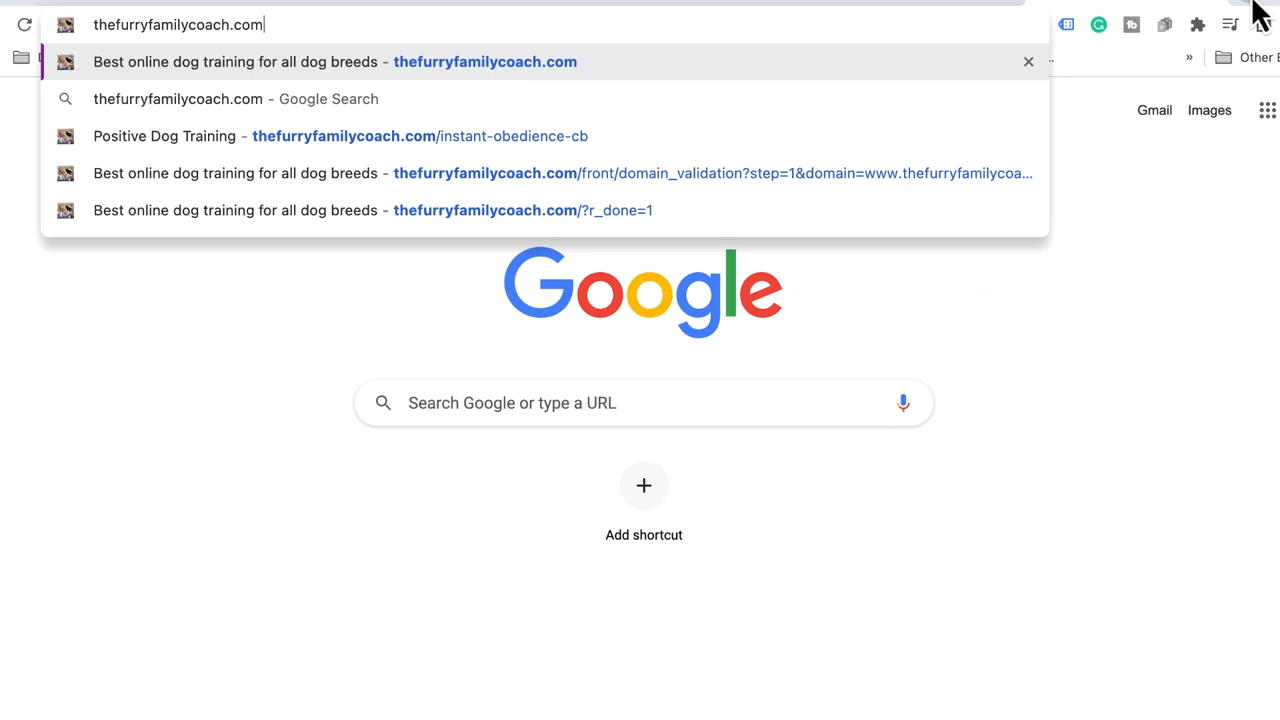 thefurryfamilycoach.com
Best online dog training for all dog breeds - thefurryfamilycoach.com
thefurryfamilycoach.com - Google Search
Positive Dog Training - thefurryfamilycoach.com/instant-obedience-cb
Best online dog training for all dog breeds - thefurryfamilycoach.com/front/domain_validation?step=1&domain=www.thefurryfamilycoa...
Best online dog training for all dog breeds - thefurryfamilycoach.com/?r_done=1
» Other
Gmail Images
Google
Search Google or type a URL
Add shortcut